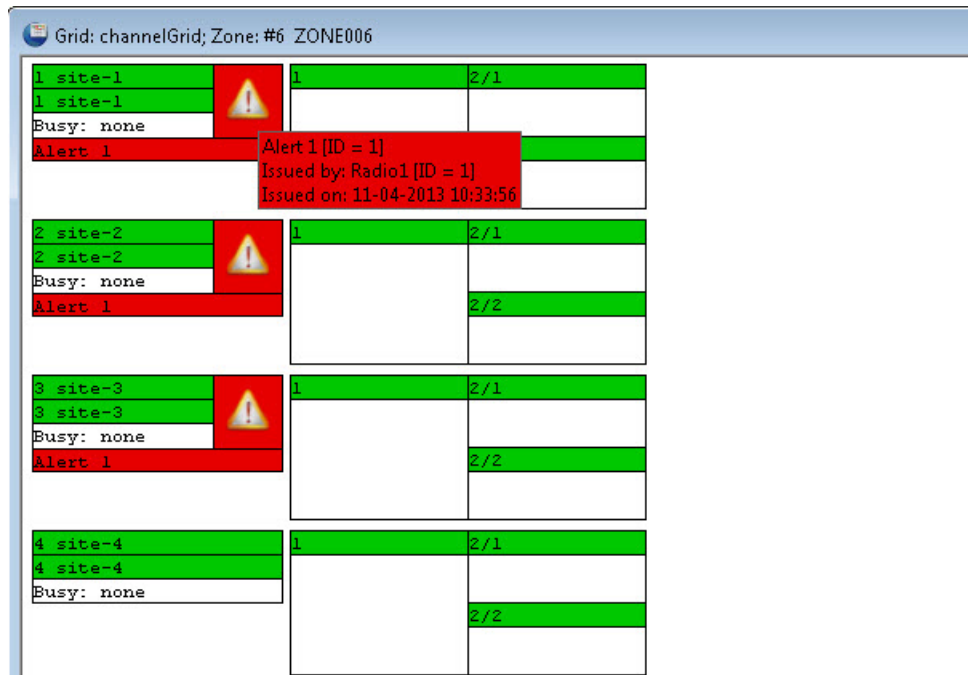 Grid: channelGrid; Zone: #6 ZONE006
1 site-1
1 site-1
Busy: none
Alert 1
1
2/1
Alert 1 [ID = 1]
Issued by: Radio1 [ID = 1]
Issued on: 11-04-2013 10:33:56
2 site-2
2 site-2
Busy: none
Alert 1
1
2/1
2/2
3 site-3
3 site-3
Busy: none
Alert 1
1
2/1
2/2
4 site-4
4 site-4
Busy: none
1
2/1
2/2